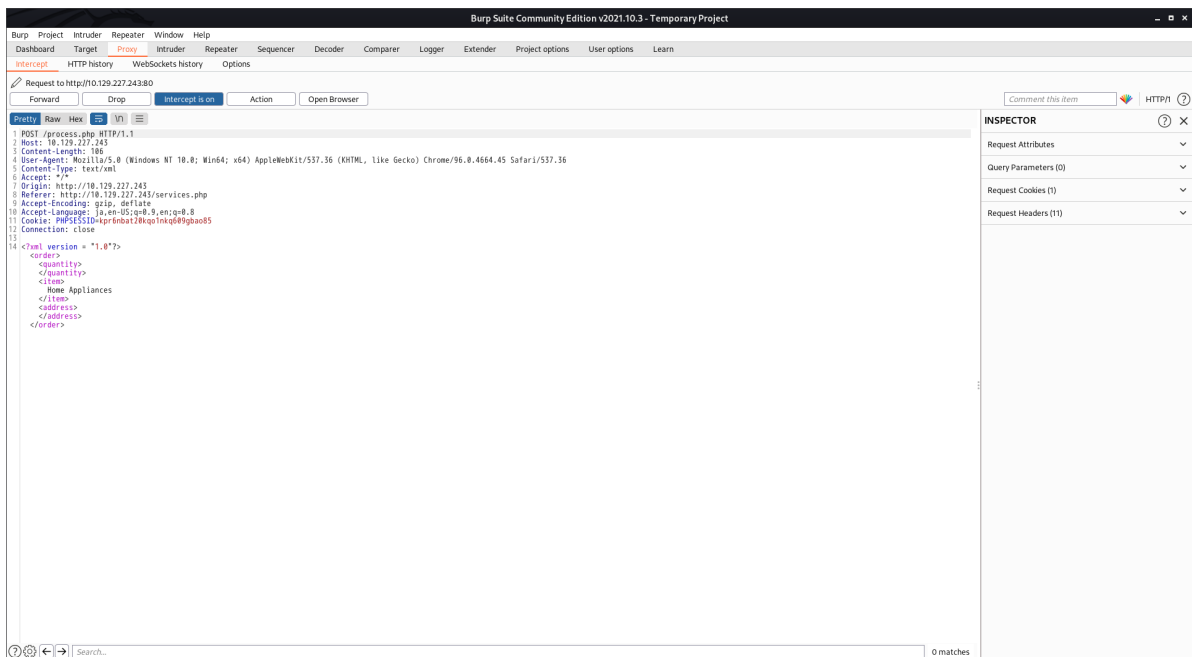 Burp Suite Community Edition v2021.10.3 - Temporary Project
Burp Project Intruder Repeater Window Help
Dashboard Target Proxy Intruder Repeater Sequencer Decoder Comparer Logger Extender Project options User options Learn
Intercept HTTP history WebSockets history Options
Request to http://10.129.227.243:80
Forward Drop Intercept is on Action Open Browser Comment this item HTTP/1 ?
Pretty Raw Hex \n INSPECTOR ?
1 POST /process.php HTTP/1.1
2 Host: 10.129.227.243
3 Content-Length: 106
4 User-Agent: Mozilla/5.0 (Windows NT 10.0; Win64; x64) AppleWebKit/537.36 (KHTML, like Gecko) Chrome/96.0.4664.45 Safari/537.36
5 Content-Type: text/xml
6 Accept: */*
7 Origin: http://10.129.227.243
8 Referer: http://10.129.227.243/services.php
9 Accept-Encoding: gzip, deflate
10 Accept-Language: ja,en-US;q=0.9,en;q=0.8
11 Cookie: PHPSESSID=kpr6nbat20kqo1nkq609gbao85
12 Connection: close
13
14 <?xml version = "1.0"?>
<order>
<quantity>
</quantity>
<item>
Home Appliances
</item>
<address>
</address>
</order>
Request Attributes
Query Parameters (0)
Request Cookies (1)
Request Headers (11)
? Search... 0 matches